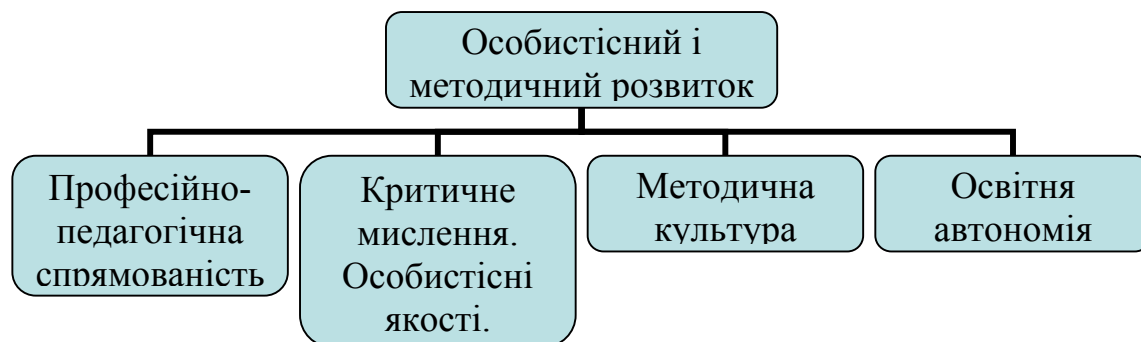 Особистісний і
методичний розвиток
Професійно-
педагогічна
спрямованість
Критичне
мислення.
Особистісні
якості.
Методична
культура
Освітня
автономія